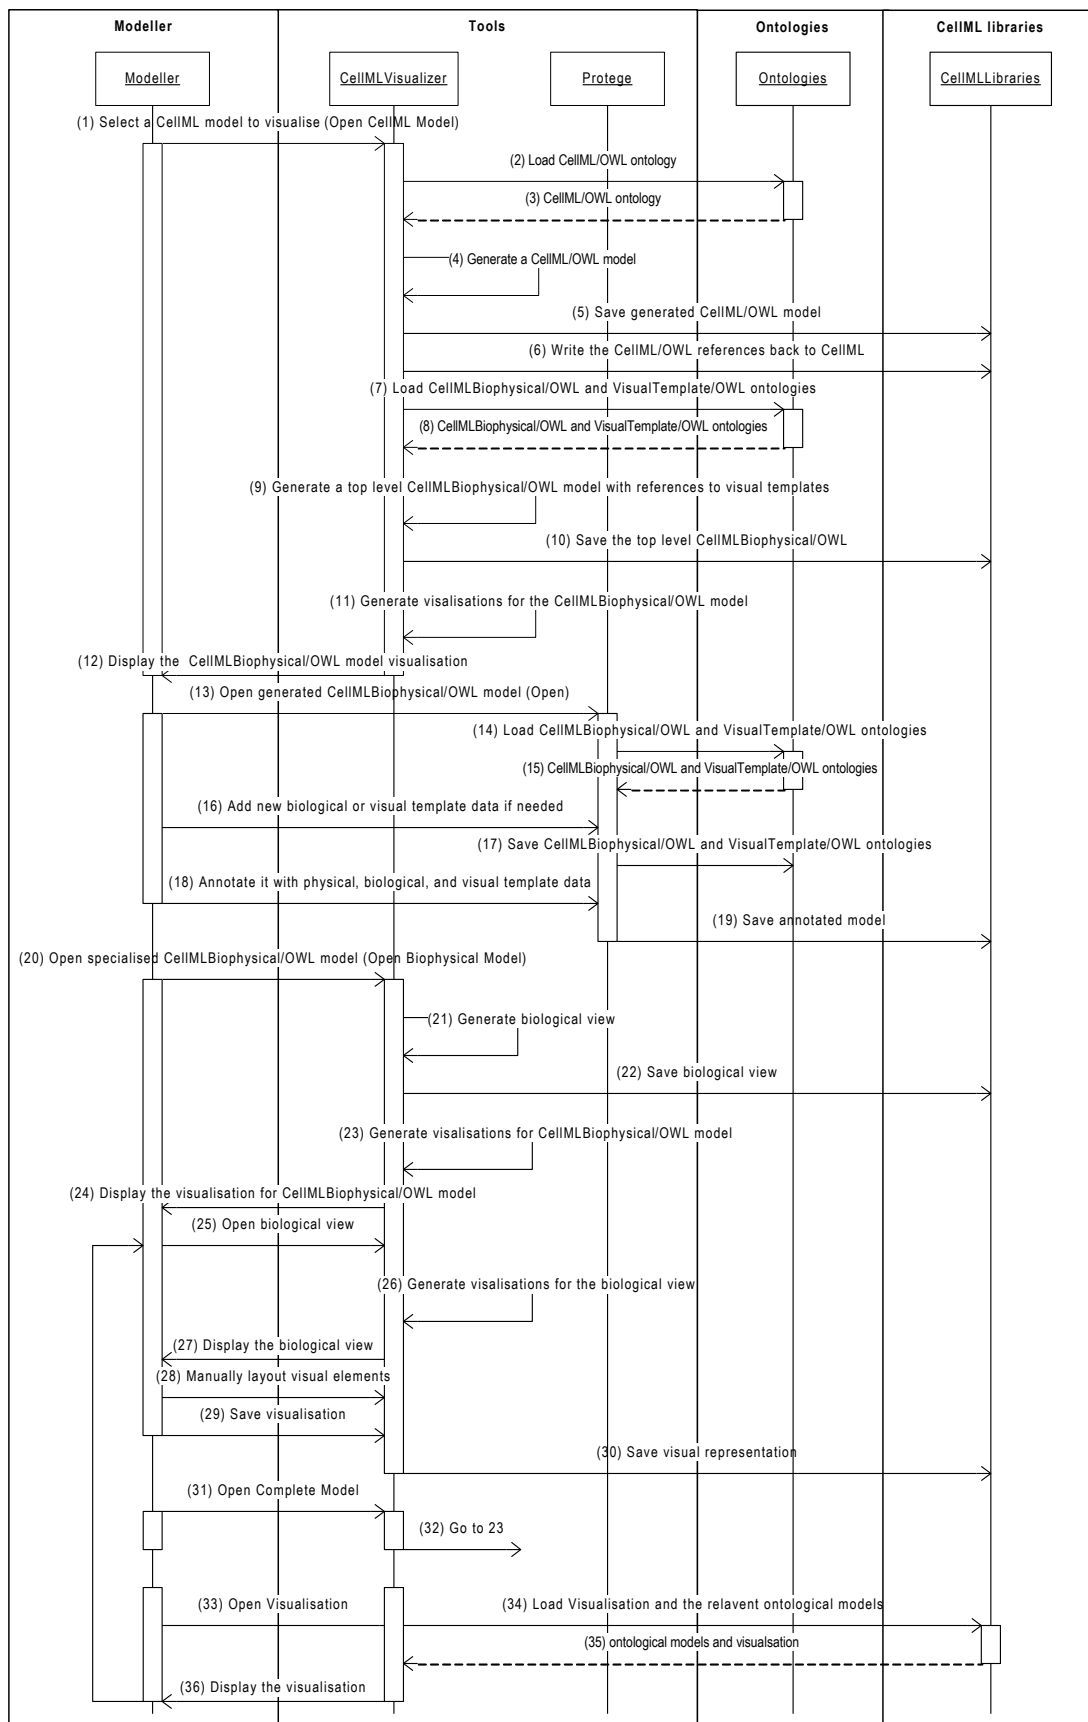 Modeller
Tools
Ontologies
CellML libraries
Modeller
CellMLVisualizer
Protege
Ontologies
CellMLLibraries
(1) Select a CellML model to visualise (Open CellML Model)
(2) Load CellML/OWL ontology
(3) CellML/OWL ontology
(4) Generate a CellML/OWL model
(5) Save generated CellML/OWL model
(6) Write the CellML/OWL references back to CellML
(7) Load CellMLBiophysical/OWL and VisualTemplate/OWL ontologies
(8) CellMLBiophysical/OWL and VisualTemplate/OWL ontologies
(9) Generate a top level CellMLBiophysical/OWL model with references to visual templates
(10) Save the top level CellMLBiophysical/OWL
(11) Generate visalisations for the CellMLBiophysical/OWL model
(12) Display the CellMLBiophysical/OWL model visualisation
(13) Open generated CellMLBiophysical/OWL model (Open)
(14) Load CellMLBiophysical/OWL and VisualTemplate/OWL ontologies
(15) CellMLBiophysical/OWL and VisualTemplate/OWL ontologies
(16) Add new biological or visual template data if needed
(17) Save CellMLBiophysical/OWL and VisualTemplate/OWL ontologies
(18) Annotate it with physical, biological, and visual template data
(19) Save annotated model
(20) Open specialised CellMLBiophysical/OWL model (Open Biophysical Model)
(21) Generate biological view
(22) Save biological view
(23) Generate visalisations for CellMLBiophysical/OWL model
(24) Display the visualisation for CellMLBiophysical/OWL model
(25) Open biological view
(26) Generate visalisations for the biological view
(27) Display the biological view
(28) Manually layout visual elements
(29) Save visualisation
(30) Save visual representation
(31) Open Complete Model
(32) Go to 23
(33) Open Visualisation
(34) Load Visualisation and the relavent ontological models
(35) ontological models and visualsation
(36) Display the visualisation